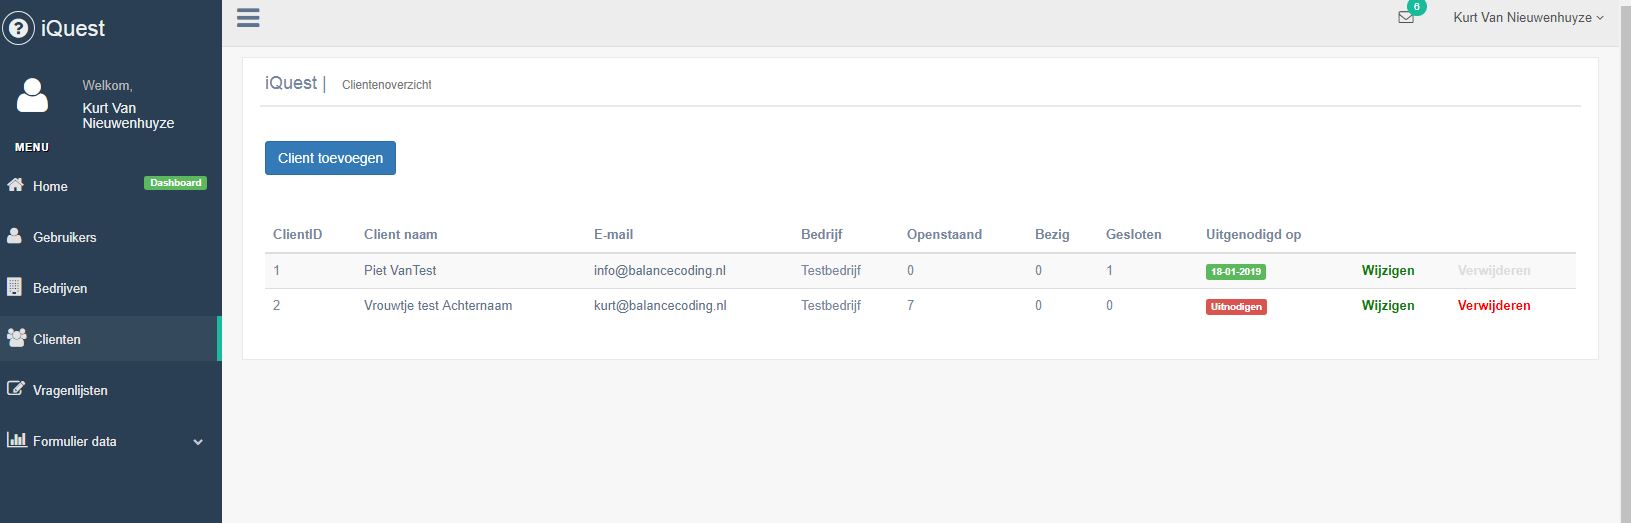 iQuest
Welkom,
Kurt Van
Nieuwenhuyze
MENU
Home Dashboard
Gebruikers
Bedrijven
Clienten
Vragenlijsten
Formulier data
6
Kurt Van Nieuwenhuyze
iQuest | Clientenoverzicht
Client toevoegen
ClientID Client naam E-mail Bedrijf Openstaand Bezig Gesloten Uitgenodigd op
1 Piet VanTest info@balancecoding.nl Testbedrijf 0 0 1 18-01-2019 Wijzigen Verwijderen
2 Vrouwtje test Achternaam kurt@balancecoding.nl Testbedrijf 7 0 0 Uitnodigen Wijzigen Verwijderen